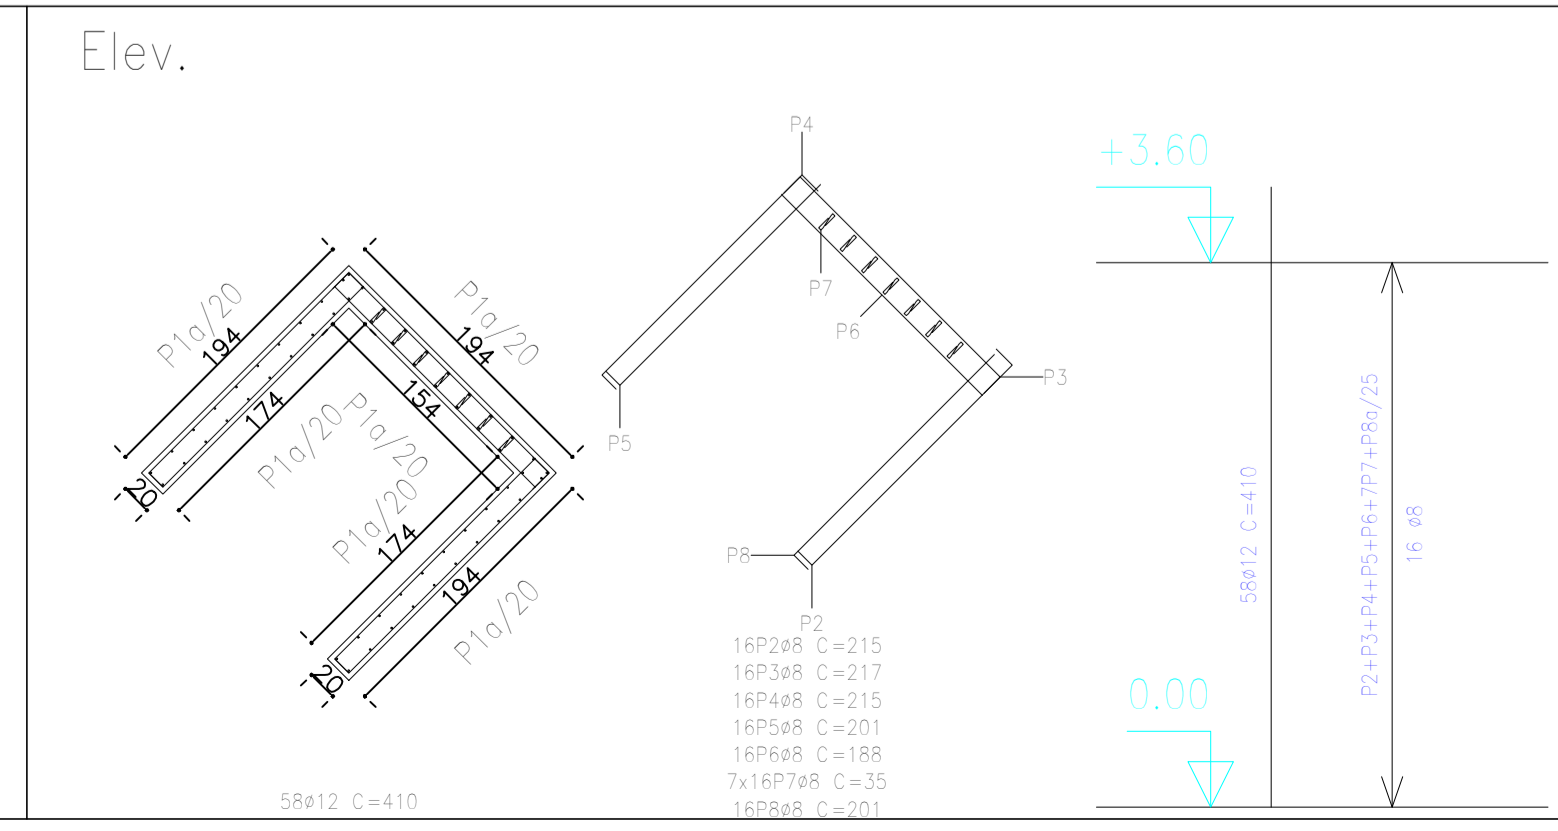 Elev.
P1a/20
194
P1a/20
194
174
P1a/20
154
P1a/20
20
P1a/20
174
194
P1a/20
20
58ø12 C=410
P4
P7
P6
P3
P5
P8
P2
16P2ø8 C=215
16P3ø8 C=217
16P4ø8 C=215
16P5ø8 C=201
16P6ø8 C=188
7x16P7ø8 C=35
16P8ø8 C=201
+3.60
0.00
58ø12 C=410
P2+P3+P4+P5+P6+7P7+P8a/25
16 ø8